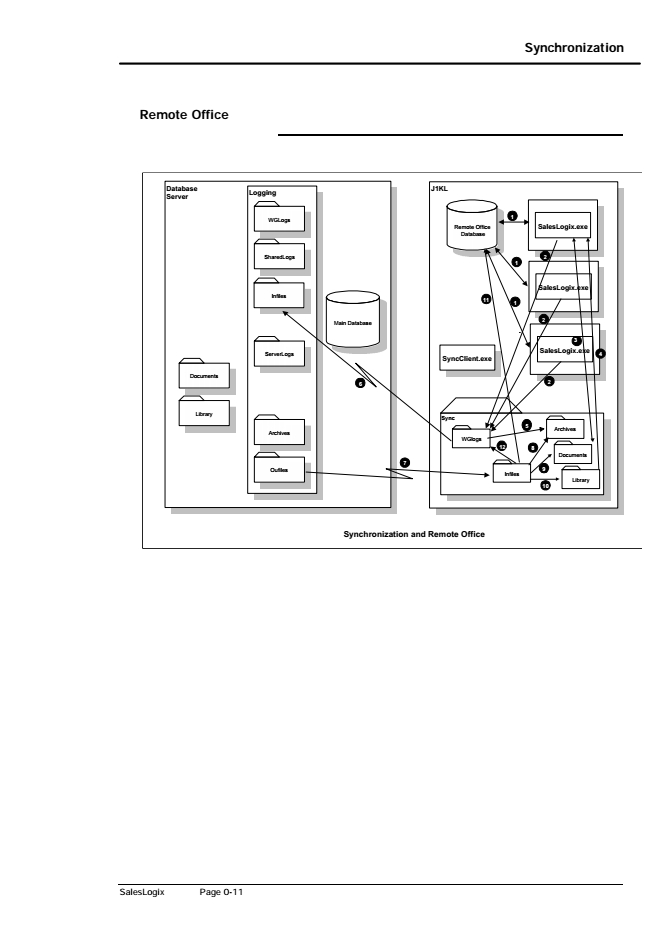 Synchronization
Remote Office
Database
Server
Logging
WGLogs
SharedLogs
Infiles
ServerLogs
Documents
Library
Archives
Oufiles
Main Database
6
7
J1KL
Remote Office
Database
1
SalesLogix.exe
2
1
SalesLogix.exe
11
1
2
3
SalesLogix.exe
4
SyncClient.exe
2
Sync
WGlogs
5
Archives
12
8
Documents
9
Infiles
10
Library
Synchronization and Remote Office
SalesLogix Page 0-11